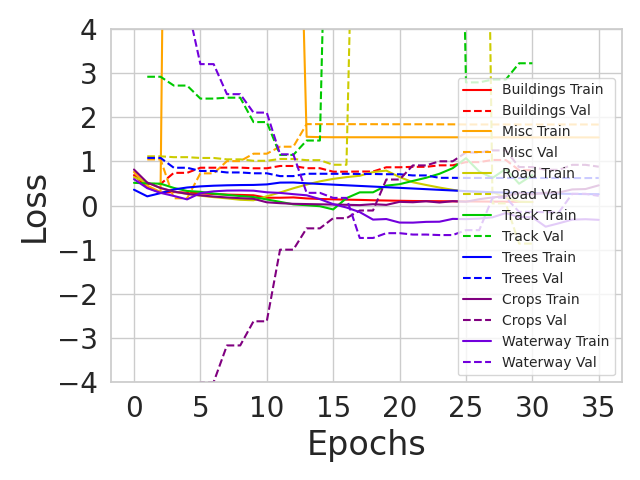 4
3
2
1
0
−1
−2
−3
−4
Loss
0 5 10 15 20 25 30 35
Epochs
Buildings Train
Buildings Val
Misc Train
Misc Val
Road Train
Road Val
Track Train
Track Val
Trees Train
Trees Val
Crops Train
Crops Val
Waterway Train
Waterway Val